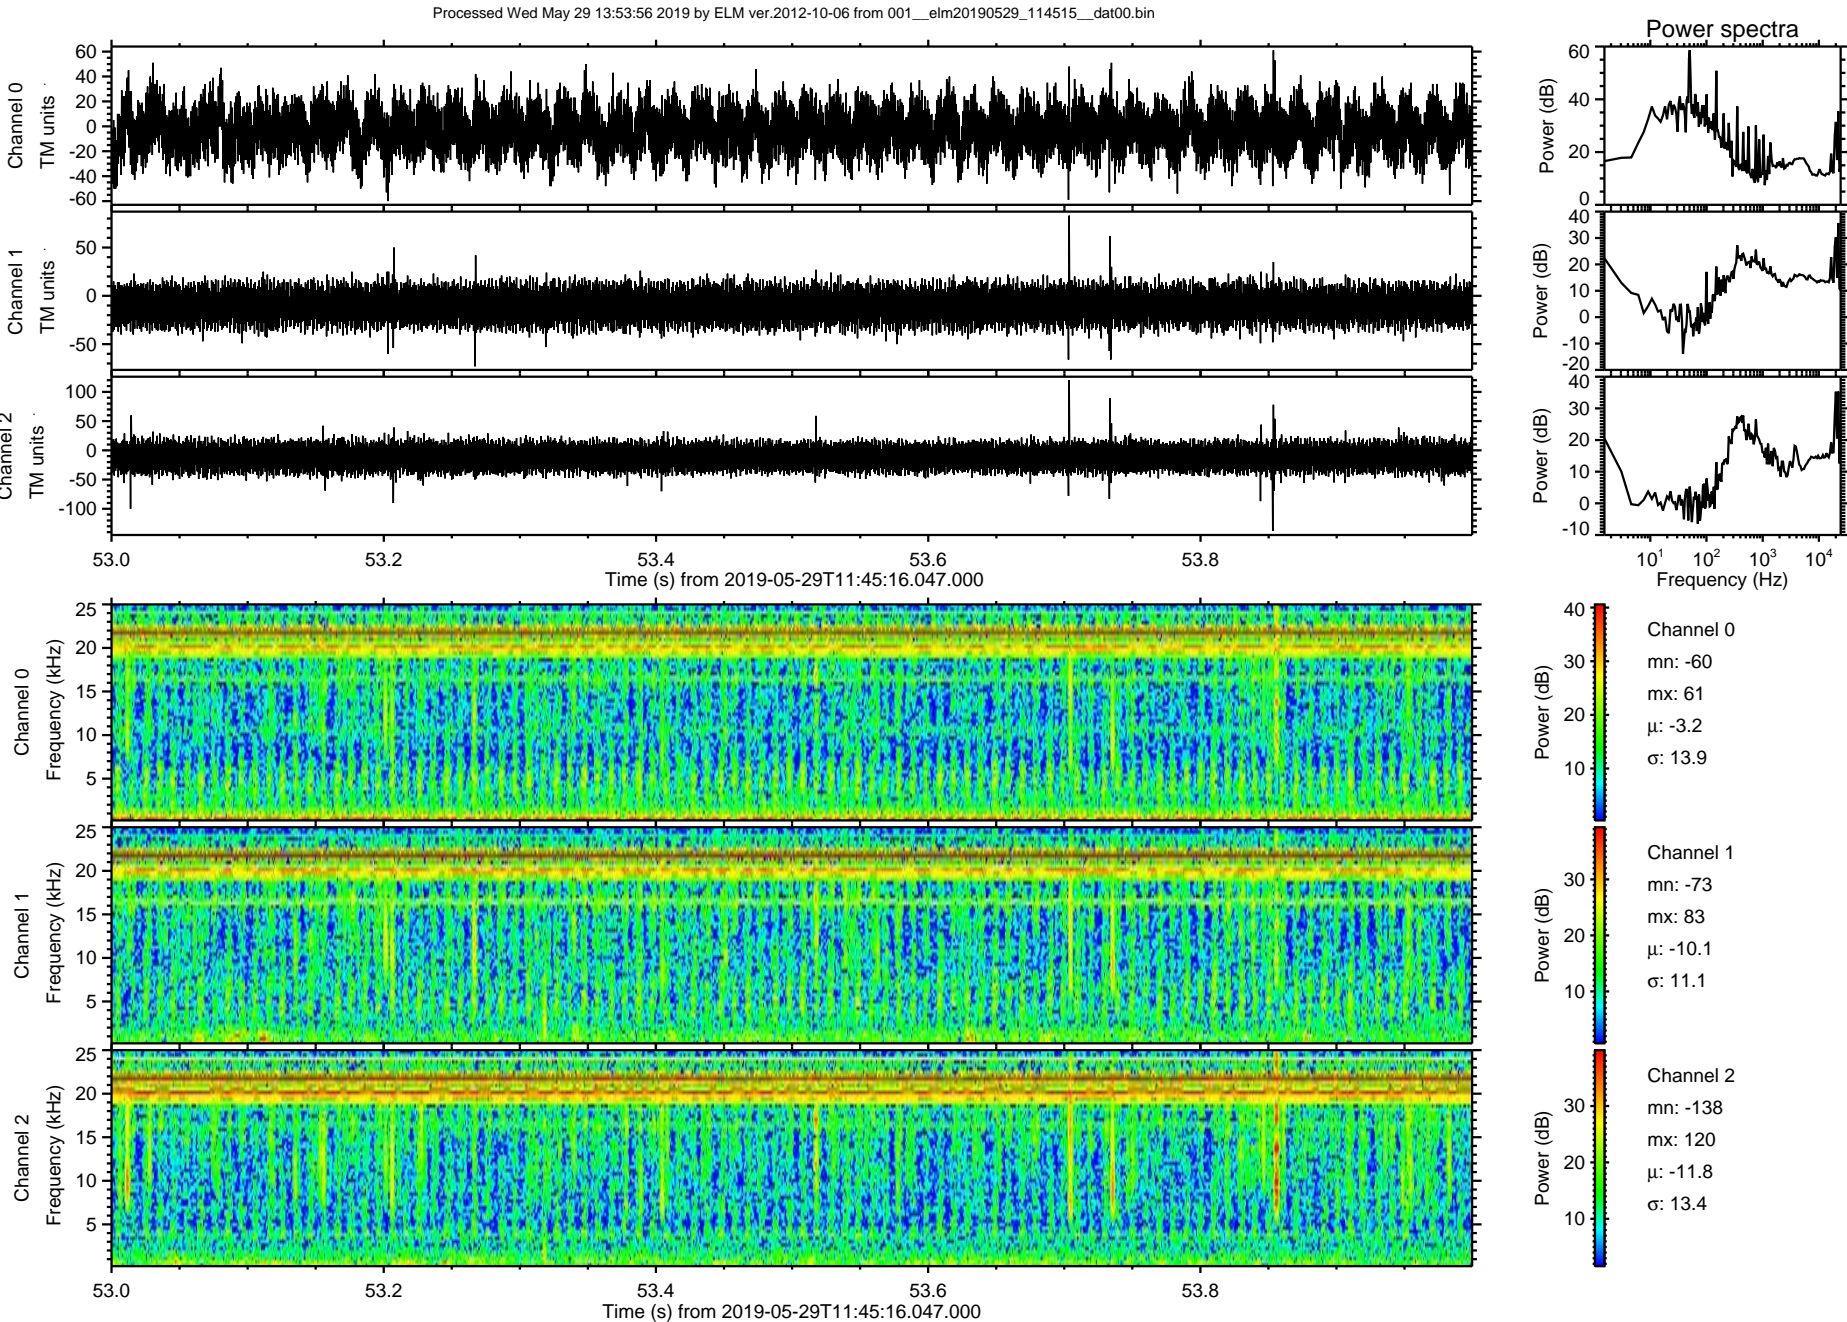 Processed Wed May 29 13:53:56 2019 by ELM ver.2012-10-06 from 001__elm20190529_114515__dat00.bin
Power spectra
Channel 0
TM units
60
40
20
0
-20
-40
-60
Power (dB)
60
40
20
0
Channel 1
TM units
50
0
-50
Power (dB)
40
30
20
10
0
-10
-20
Channel 2
TM units
100
50
0
-50
-100
Power (dB)
40
30
20
10
0
-10
53.0 53.2 53.4 53.6 53.8
Time (s) from 2019-05-29T11:45:16.047.000
10¹ 10² 10³ 10⁴
Frequency (Hz)
Channel 0
Frequency (kHz)
25
20
15
10
5
Power (dB)
40
30
20
10
Channel 0
mn: -60
mx: 61
μ: -3.2
σ: 13.9
Channel 1
Frequency (kHz)
25
20
15
10
5
Power (dB)
30
20
10
Channel 1
mn: -73
mx: 83
μ: -10.1
σ: 11.1
Channel 2
Frequency (kHz)
25
20
15
10
5
Power (dB)
30
20
10
Channel 2
mn: -138
mx: 120
μ: -11.8
σ: 13.4
53.0 53.2 53.4 53.6 53.8
Time (s) from 2019-05-29T11:45:16.047.000